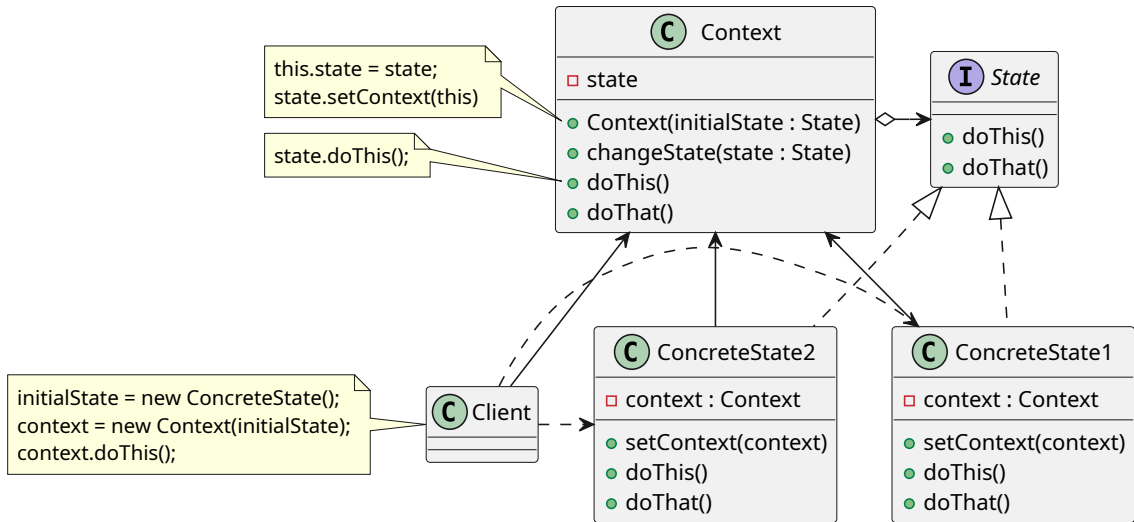 C Context
state
Context(initialState : State)
changeState(state : State)
doThis()
doThat()
this.state = state;
state.setContext(this)
state.doThis();
I State
doThis()
doThat()
initialState = new ConcreteState();
context = new Context(initialState);
context.doThis();
C Client
C ConcreteState2
context : Context
setContext(context)
doThis()
doThat()
C ConcreteState1
context : Context
setContext(context)
doThis()
doThat()